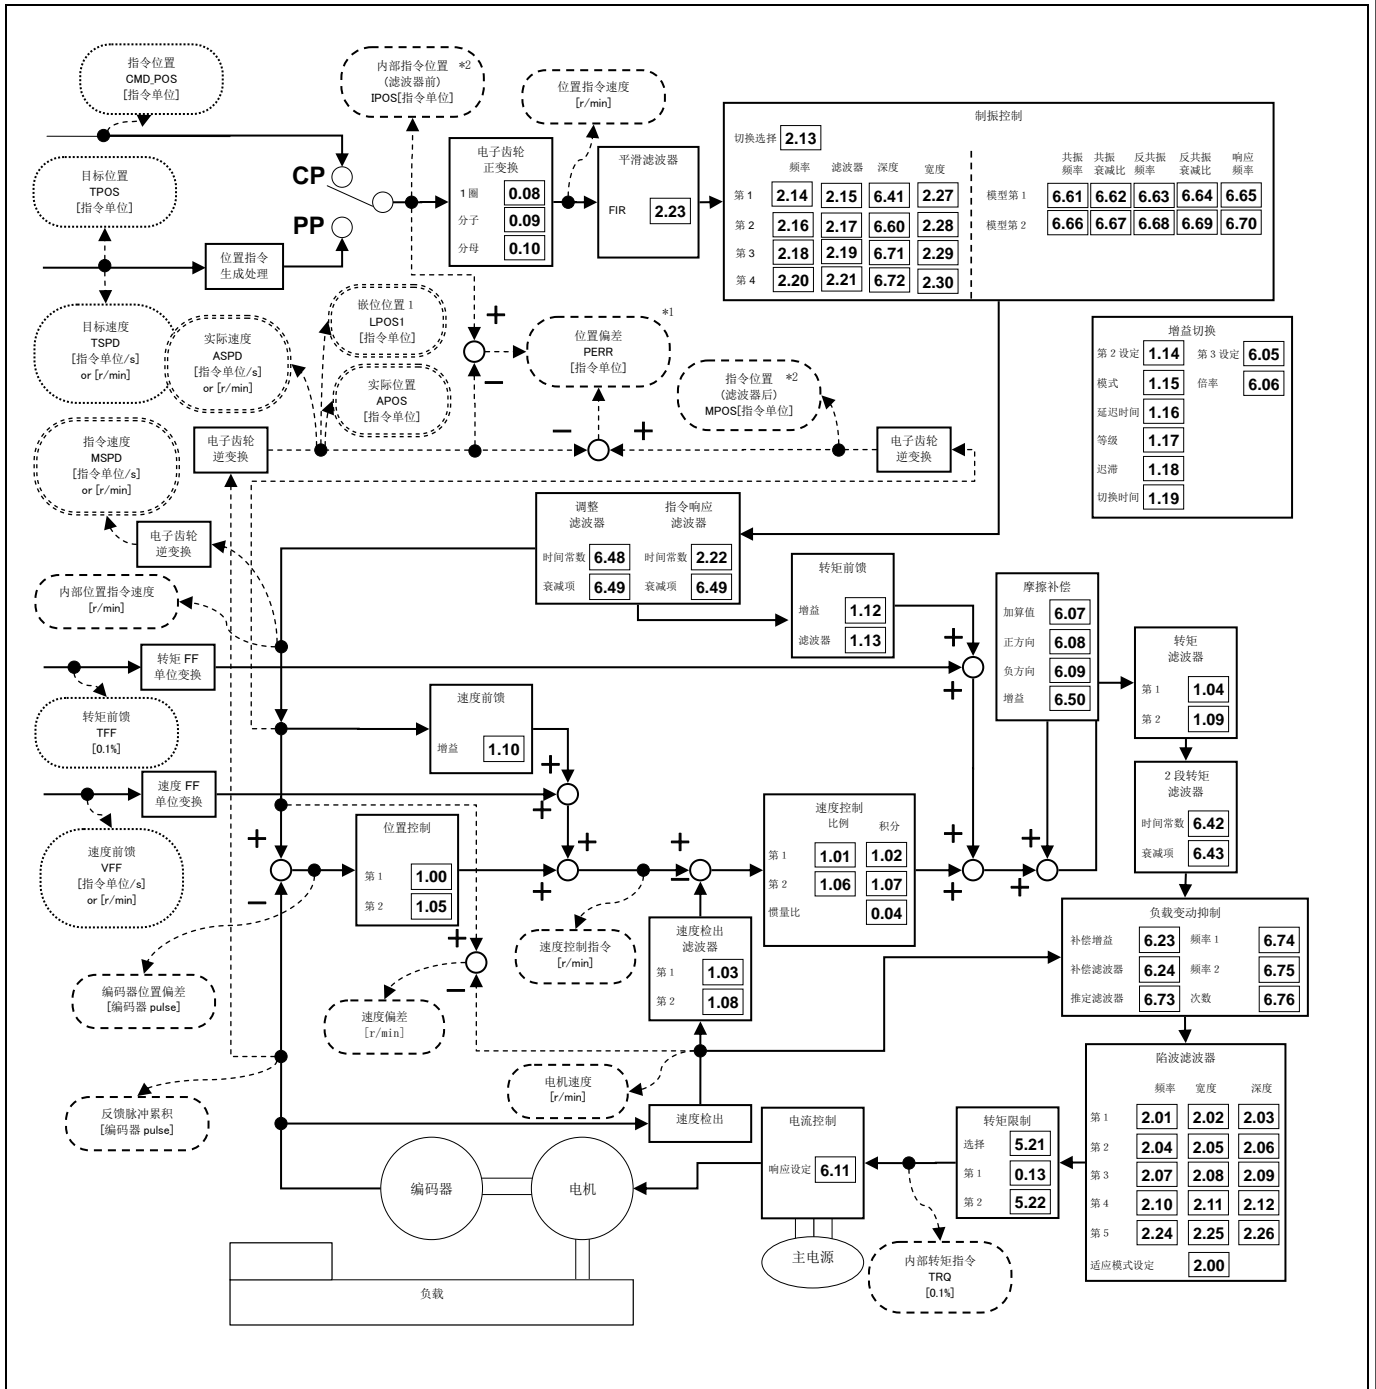 指令位置
CMD_POS
[指令单位]
内部指令位置 *2
(滤波器前)
IPOS[指令单位]
位置指令速度
[r/min]
CP
PP
目标位置
TPOS
[指令单位]
位置指令
生成处理
电子齿轮
正变换
1圈 0.08
分子 0.09
分母 0.10
平滑滤波器
FIR 2.23
制振控制
切换选择 2.13
频率 滤波器 深度 宽度
第1 2.14 2.15 6.41 2.27
第2 2.16 2.17 6.60 2.28
第3 2.18 2.19 6.71 2.29
第4 2.20 2.21 6.72 2.30
共振 共振 反共振 反共振 响应
频率 衰减比 频率 衰减比 频率
模型第1 6.61 6.62 6.63 6.64 6.65
模型第2 6.66 6.67 6.68 6.69 6.70
目标速度
TSPD
[指令单位/s]
or [r/min]
实际速度
ASPD
[指令单位/s]
or [r/min]
嵌位位置1
LPOS1
[指令单位]
实际位置
APOS
[指令单位]
+
−
*1
位置偏差
PERR
[指令单位]
指令位置 *2
(滤波器后)
MPOS[指令单位]
增益切换
第2设定 1.14 第3设定 6.05
模式 1.15 倍率 6.06
延迟时间 1.16
等级 1.17
迟滞 1.18
切换时间 1.19
指令速度
MSPD
[指令单位/s]
or [r/min]
电子齿轮
逆变换
− +
电子齿轮
逆变换
电子齿轮
逆变换
调整
滤波器
时间常数 6.48
衰减项 6.49
指令响应
滤波器
时间常数 2.22
衰减项 6.49
内部位置指令速度
[r/min]
转矩前馈
增益 1.12
滤波器 1.13
摩擦补偿
加算值 6.07
正方向 6.08
负方向 6.09
增益 6.50
转矩
滤波器
第1 1.04
第2 1.09
转矩FF
单位变换
+
+
转矩前馈
TFF
[0.1%]
速度前馈
增益 1.10
速度FF
单位变换
+
+
2段转矩
滤波器
时间常数 6.42
衰减项 6.43
速度前馈
VFF
[指令单位/s]
or [r/min]
+
−
位置控制
第1 1.00
第2 1.05
+
+
+
−
速度控制
比例 积分
第1 1.01 1.02
第2 1.06 1.07
惯量比 0.04
+
+
+
+
负载变动抑制
补偿增益 6.23 频率1 6.74
补偿滤波器 6.24 频率2 6.75
推定滤波器 6.73 次数 6.76
速度检出
滤波器
第1 1.03
第2 1.08
速度控制指令
[r/min]
+
−
编码器位置偏差
[编码器 pulse]
速度偏差
[r/min]
电机速度
[r/min]
反馈脉冲累积
[编码器 pulse]
速度检出
陷波滤波器
频率 宽度 深度
第1 2.01 2.02 2.03
第2 2.04 2.05 2.06
第3 2.07 2.08 2.09
第4 2.10 2.11 2.12
第5 2.24 2.25 2.26
适应模式设定 2.00
转矩限制
选择 5.21
第1 0.13
第2 5.22
电流控制
响应设定 6.11
主电源
内部转矩指令
TRQ
[0.1%]
编码器
电机
负载